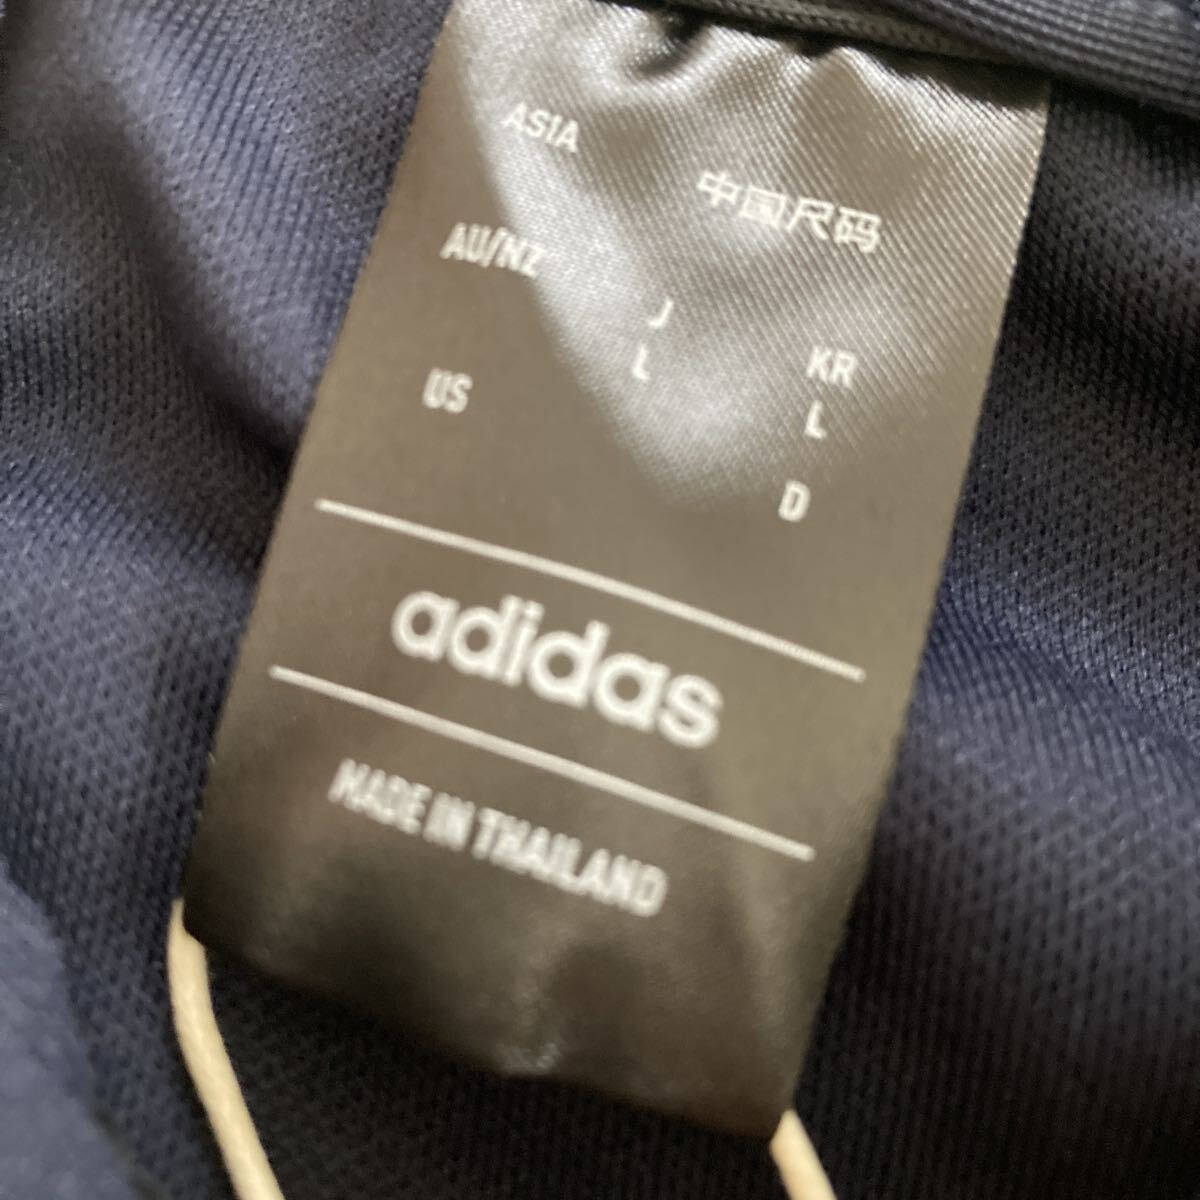 ASIA 中国尺码
AU/NZ J KR
L L
US D
adidas
MADE IN THAILAND